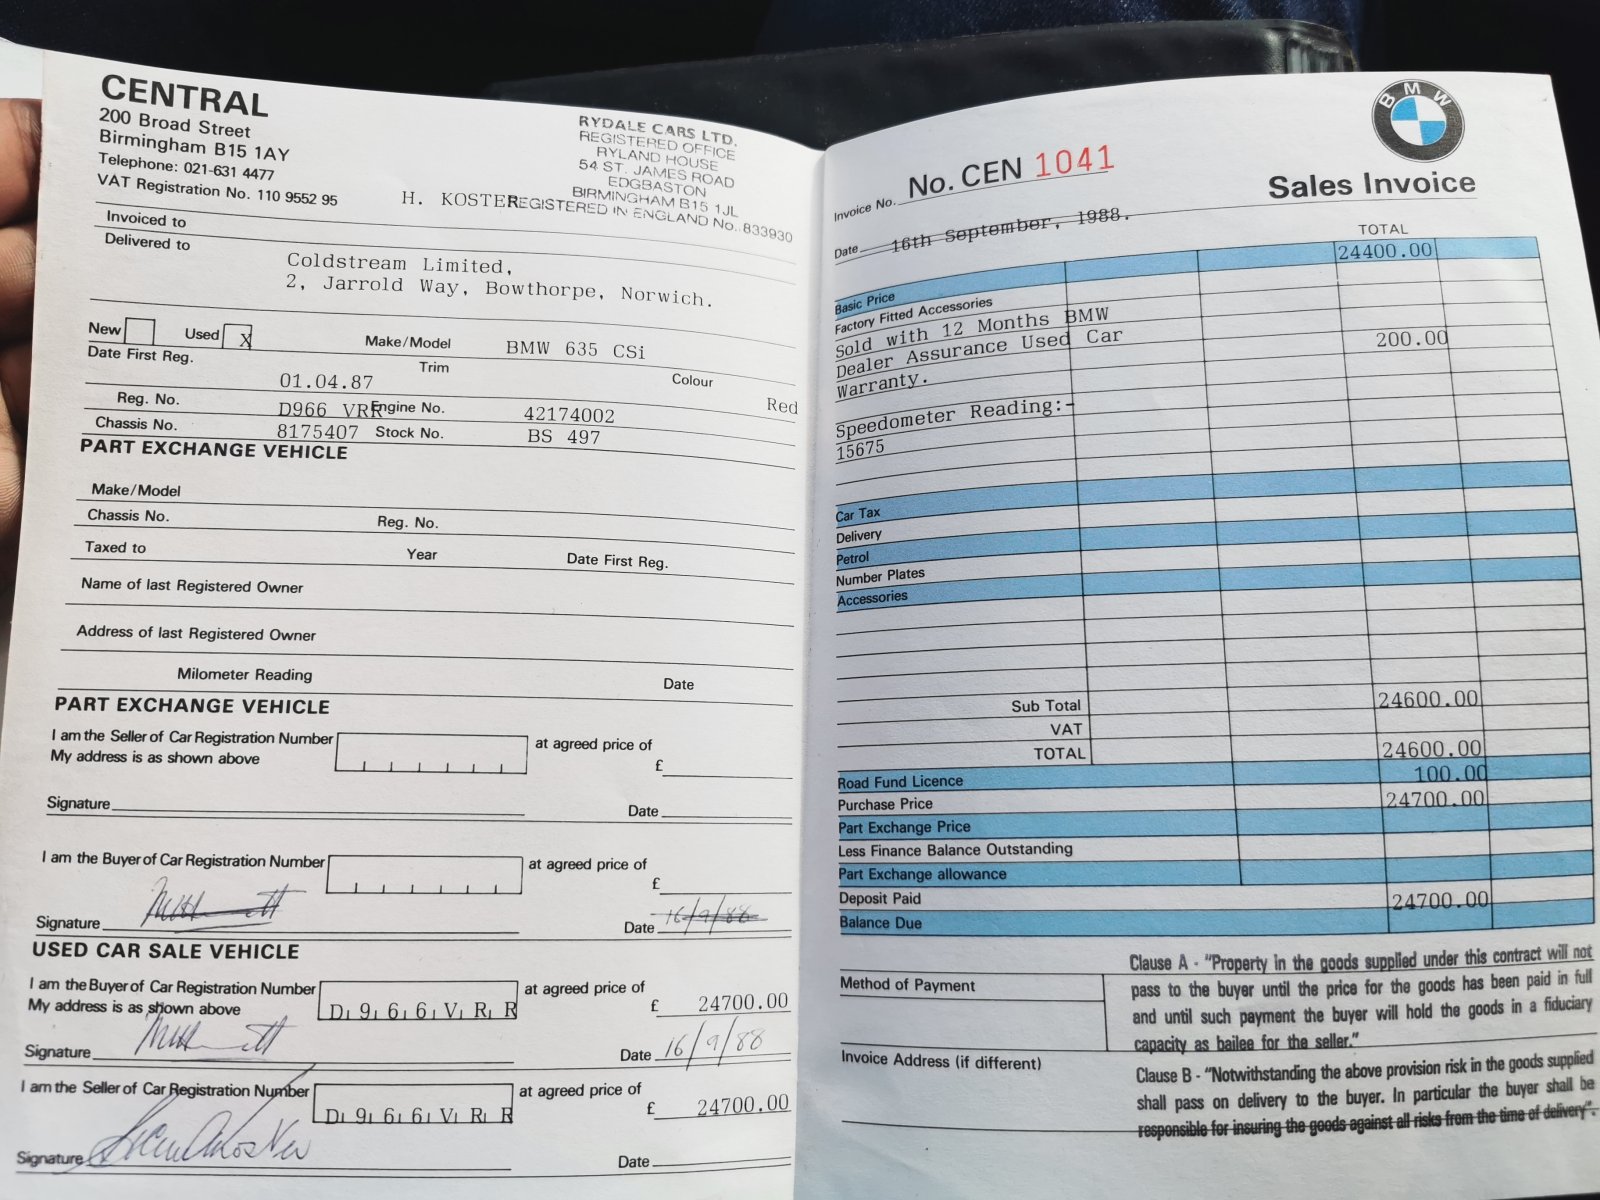 CENTRAL
200 Broad Street
Birmingham B15 1AY
Telephone: 021-631 4477
VAT Registration No. 110 9552 95
RYDALE CARS LTD.
REGISTERED OFFICE
RYLAND HOUSE
54 ST. JAMES ROAD
EDGBASTON
BIRMINGHAM B15 1JL
REGISTERED IN ENGLAND No. 833930
H. KOSTER
Invoiced to
Delivered to
Coldstream Limited,
2, Jarrold Way, Bowthorpe, Norwich.
New Used X Make/Model BMW 635 CSi
Date First Reg. 01.04.87 Trim Colour Red
Reg. No. D966 VRR Engine No. 42174002
Chassis No. 8175407 Stock No. BS 497
PART EXCHANGE VEHICLE
Make/Model
Chassis No. Reg. No.
Taxed to Year Date First Reg.
Name of last Registered Owner
Address of last Registered Owner
Milometer Reading Date
PART EXCHANGE VEHICLE
I am the Seller of Car Registration Number at agreed price of
My address is as shown above £
Signature Date
I am the Buyer of Car Registration Number at agreed price of
£
Signature Date 16/9/88
USED CAR SALE VEHICLE
I am the Buyer of Car Registration Number D966VRR at agreed price of
My address is as shown above £ 24700.00
Signature Date 16/9/88
I am the Seller of Car Registration Number D966VRR at agreed price of
£ 24700.00
Signature Date
BMW
Invoice No. No. CEN 1041
Sales Invoice
Date 16th September, 1988.
TOTAL
Basic Price 24400.00
Factory Fitted Accessories
Sold with 12 Months BMW
Dealer Assurance Used Car 200.00
Warranty.
Speedometer Reading:-
15675
Car Tax
Delivery
Petrol
Number Plates
Accessories
Sub Total 24600.00
VAT
TOTAL 24600.00
Road Fund Licence 100.00
Purchase Price 24700.00
Part Exchange Price
Less Finance Balance Outstanding
Part Exchange allowance
Deposit Paid 24700.00
Balance Due
Method of Payment
Invoice Address (if different)
Clause A - "Property in the goods supplied under this contract will not
pass to the buyer until the price for the goods has been paid in full
and until such payment the buyer will hold the goods in a fiduciary
capacity as bailee for the seller."
Clause B - "Notwithstanding the above provision risk in the goods supplied
shall pass on delivery to the buyer. In particular the buyer shall be
responsible for insuring the goods against all risks from the time of delivery".